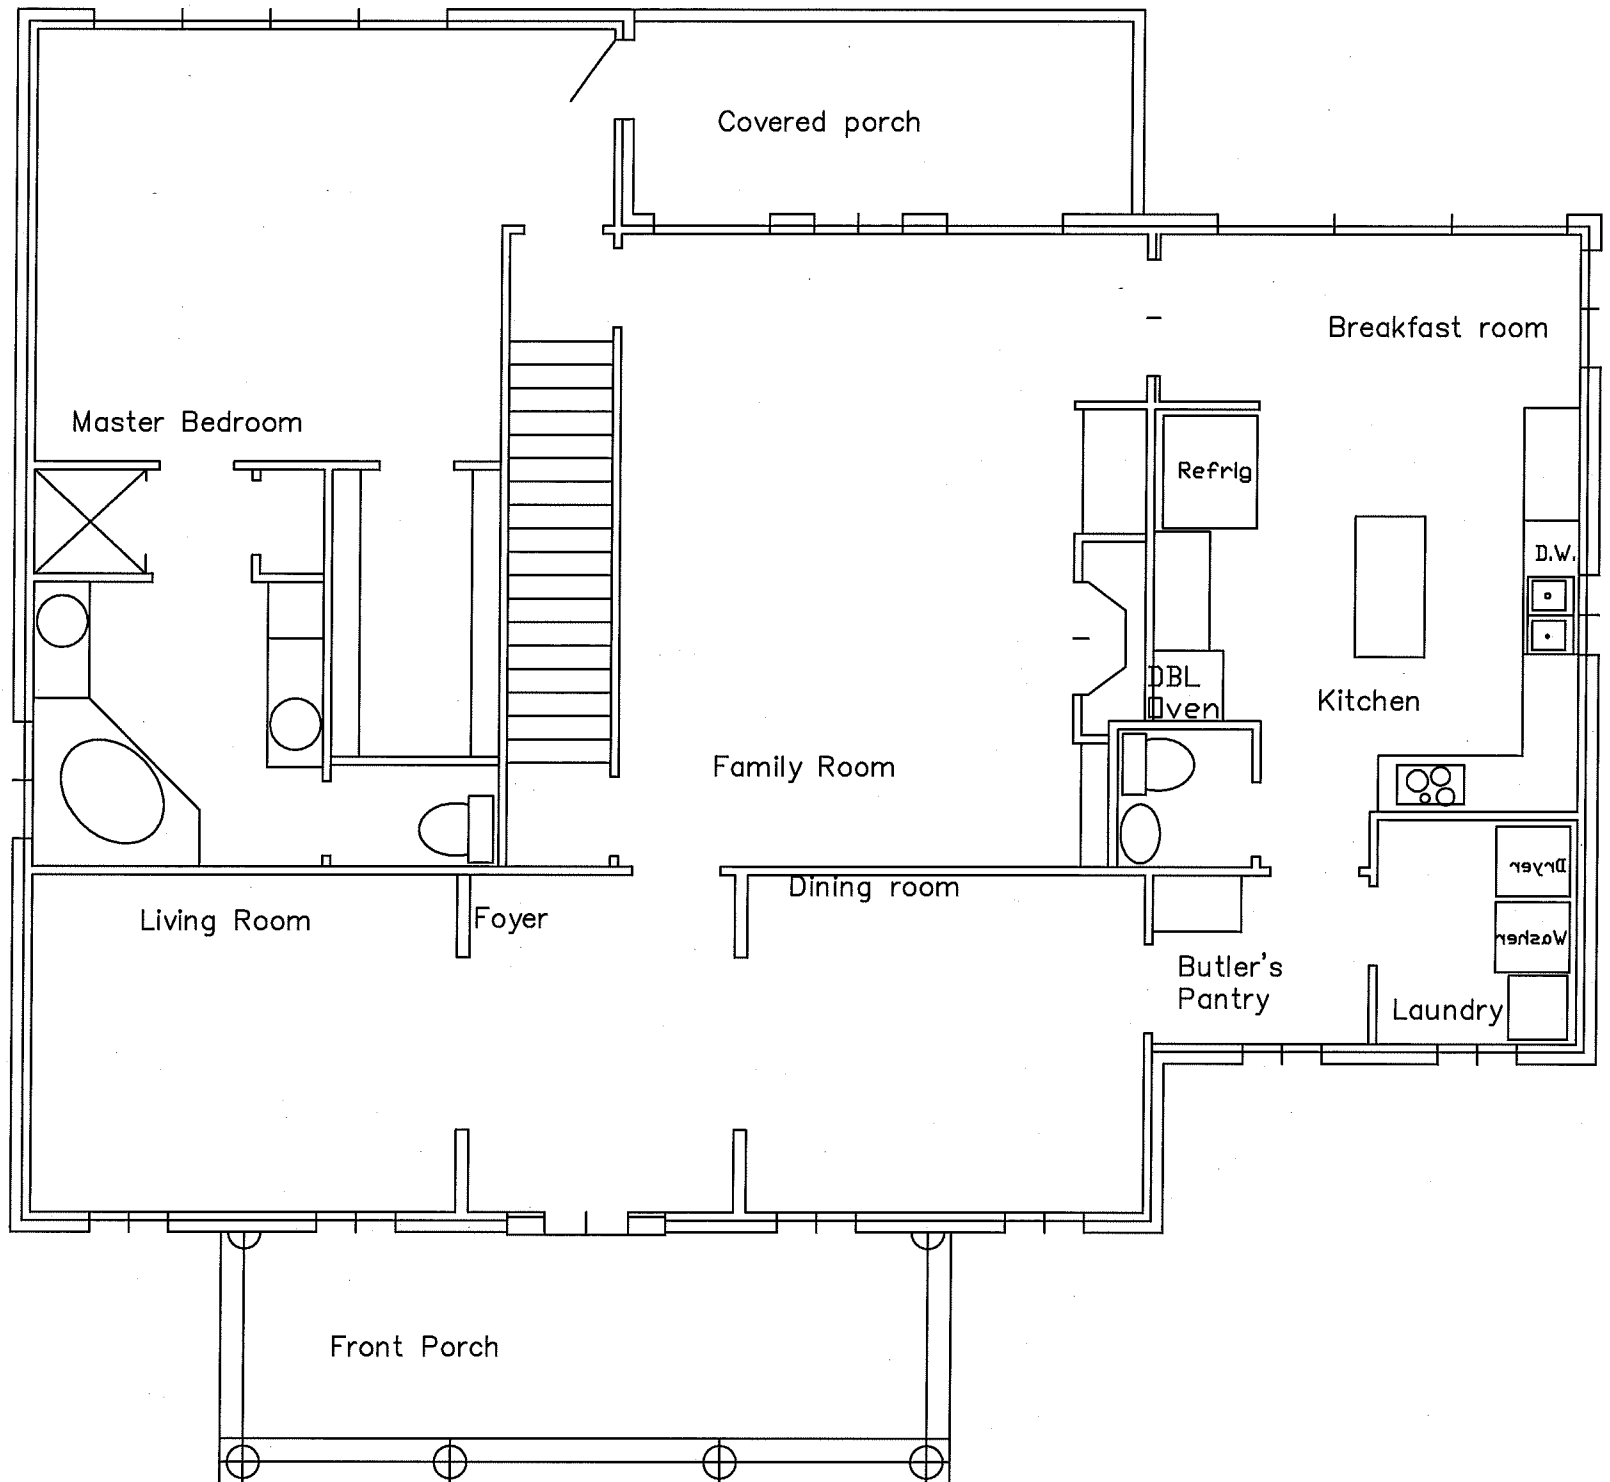 Covered porch
Breakfast room
Master Bedroom
Refrig
D.W.
DBL
Oven
Kitchen
Family Room
Dryer
Dining room
Living Room
Foyer
Washer
Butler's
Pantry
Laundry
Front Porch